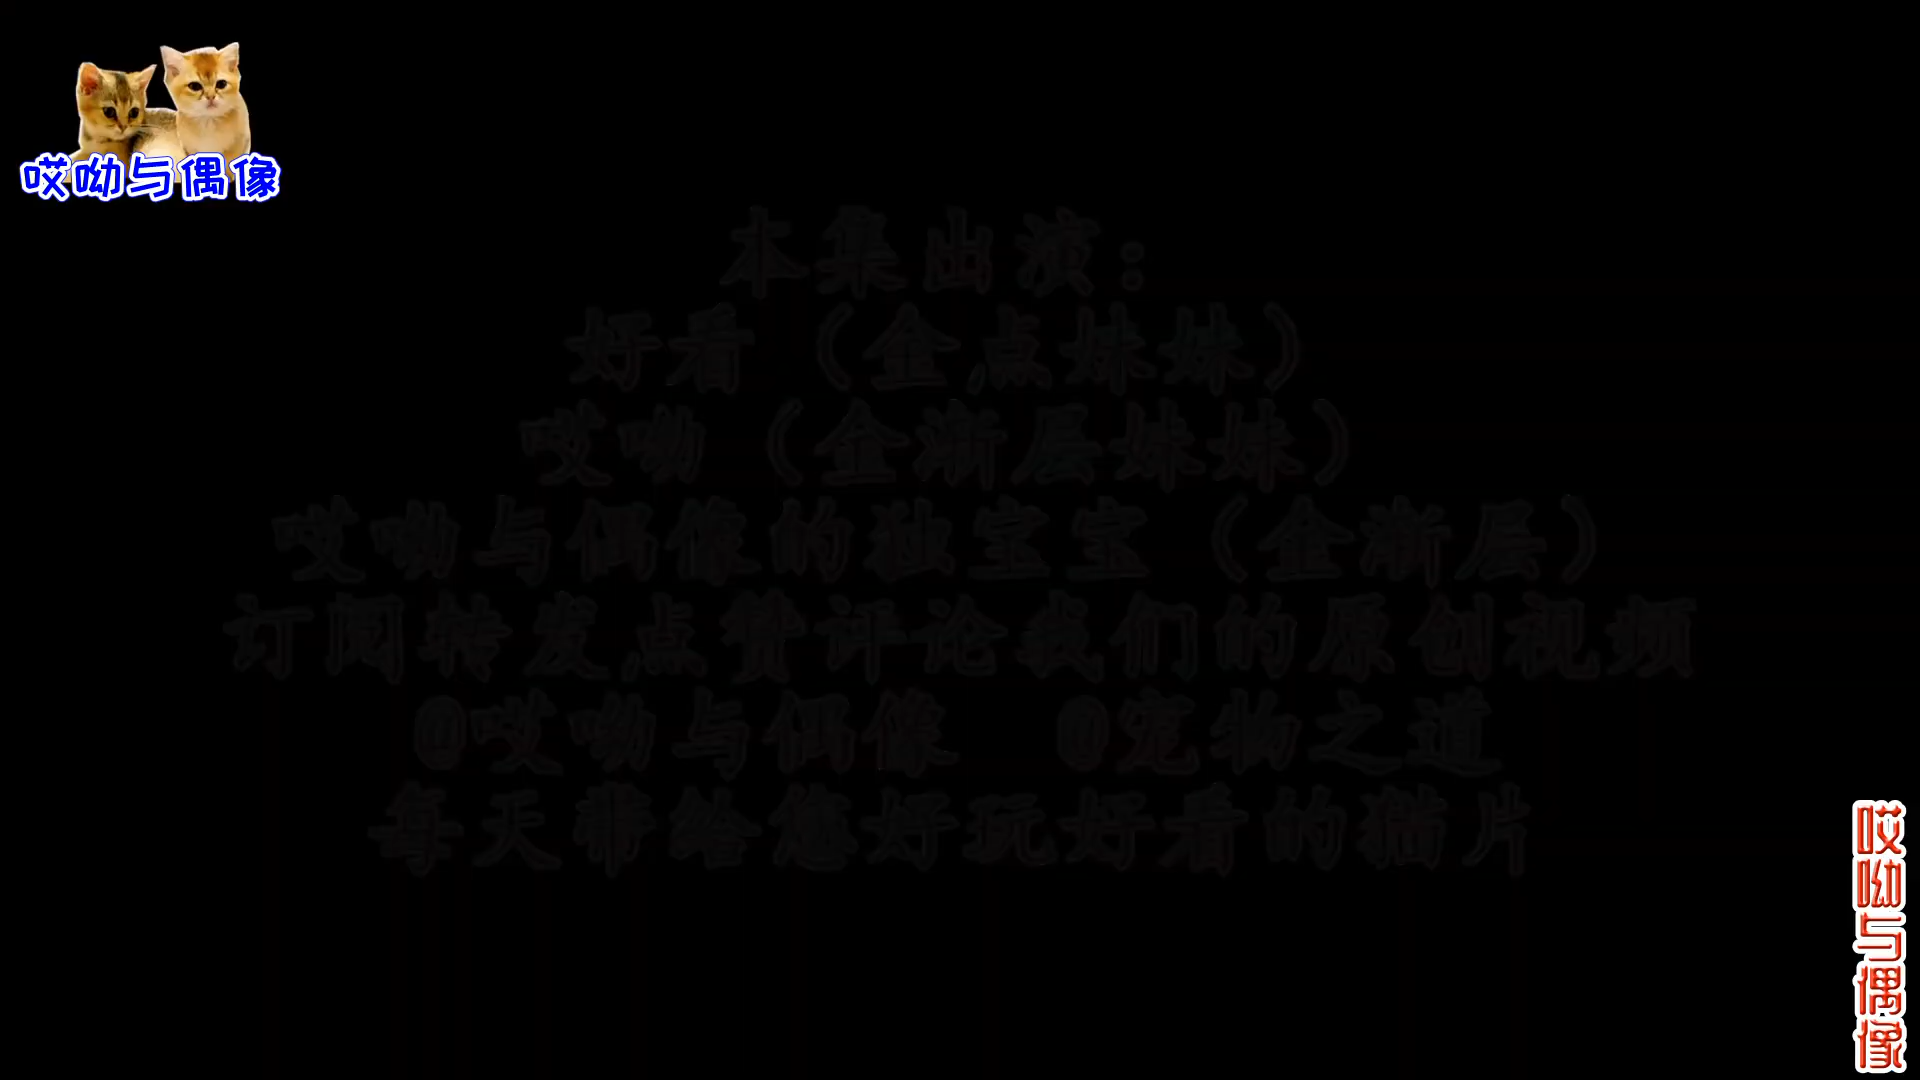 哎呦与偶像
本集出演：
好看（金点妹妹）
哎呦（金渐层妹妹）
哎呦与偶像的独宝宝（金渐层）
订阅转发点赞评论我们的原创视频
@哎呦与偶像 @宠物之道
每天带给您好玩好看的猫片
哎呦与偶像